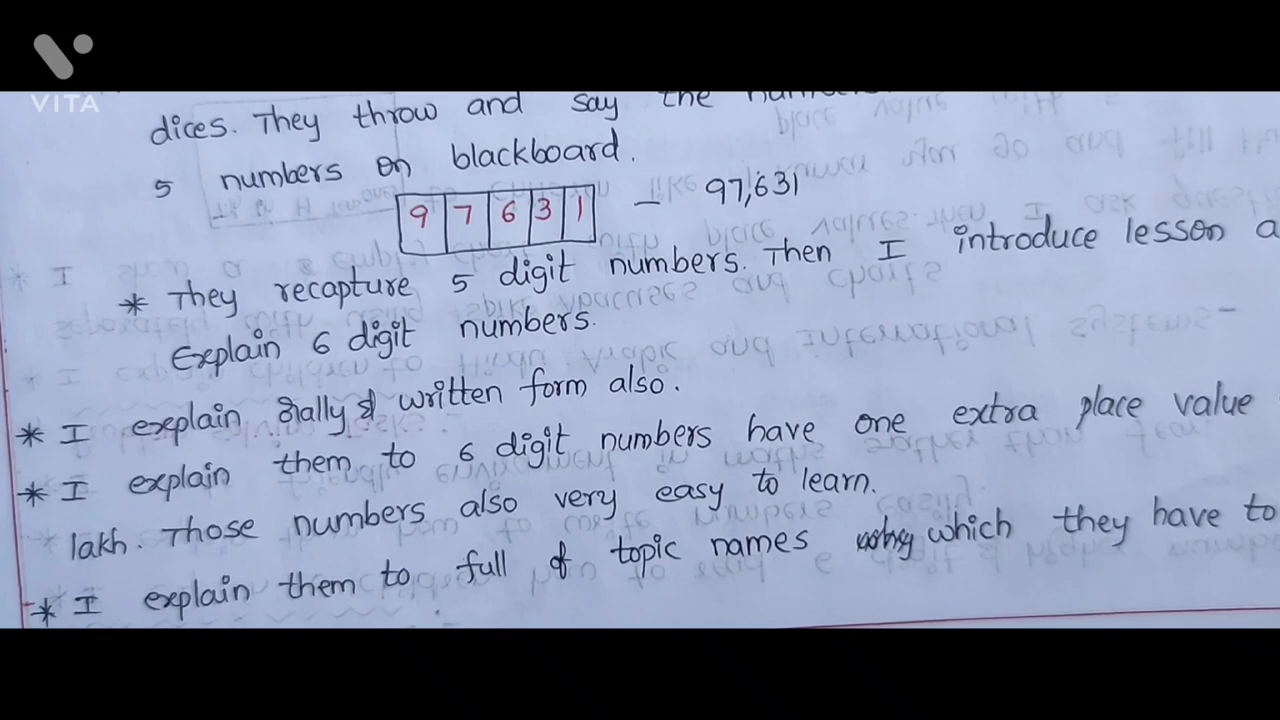 VITA
dices. They throw and say the
5 numbers on blackboard.
9 7 6 3 1 — 97,631
* They recapture 5 digit numbers. Then I introduce lesson
Explain 6 digit numbers.
* I explain orally & written form also.
* I explain them to 6 digit numbers have one extra place value
lakh. Those numbers also very easy to learn.
* I explain them to full of topic names which they have to